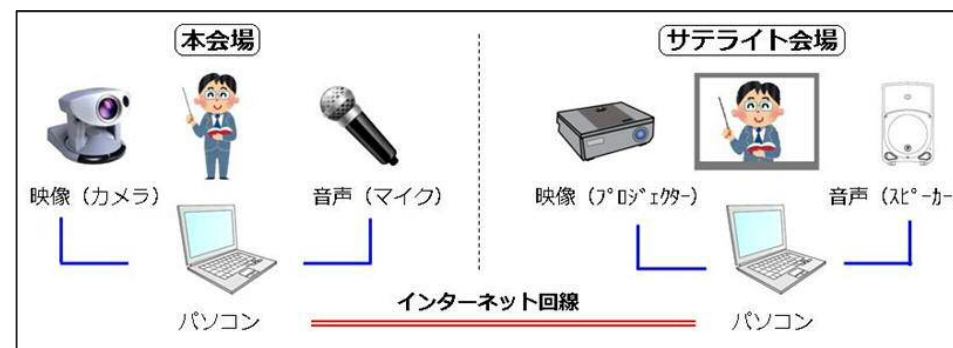 本会場
サテライト会場
映像（カメラ）
音声（マイク）
映像（ﾌﾟﾛｼﾞｪｸﾀｰ）
音声（ｽﾋﾟｰｶｰ
インターネット回線
パソコン
パソコン